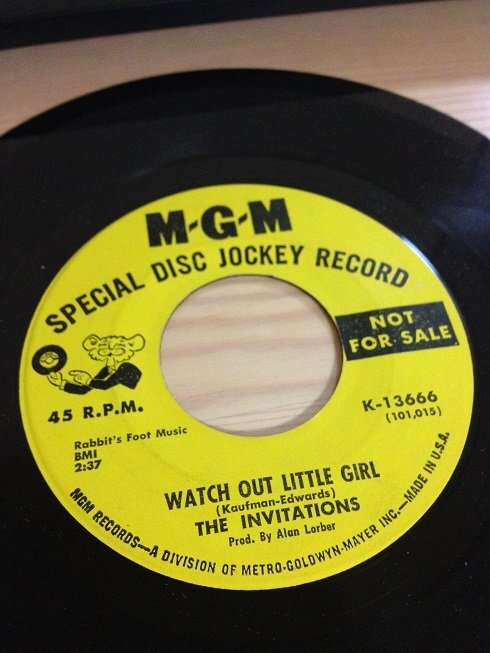 M-G-M
SPECIAL DISC JOCKEY RECORD
NOT
FOR SALE
45 R.P.M.
K-13666
(101,015)
Rabbit's Foot Music
BMI
2:37
WATCH OUT LITTLE GIRL
(Kaufman-Edwards)
THE INVITATIONS
Prod. By Alan Lorber
MGM RECORDS—A DIVISION OF METRO-GOLDWYN-MAYER INC.—MADE IN U.S.A.